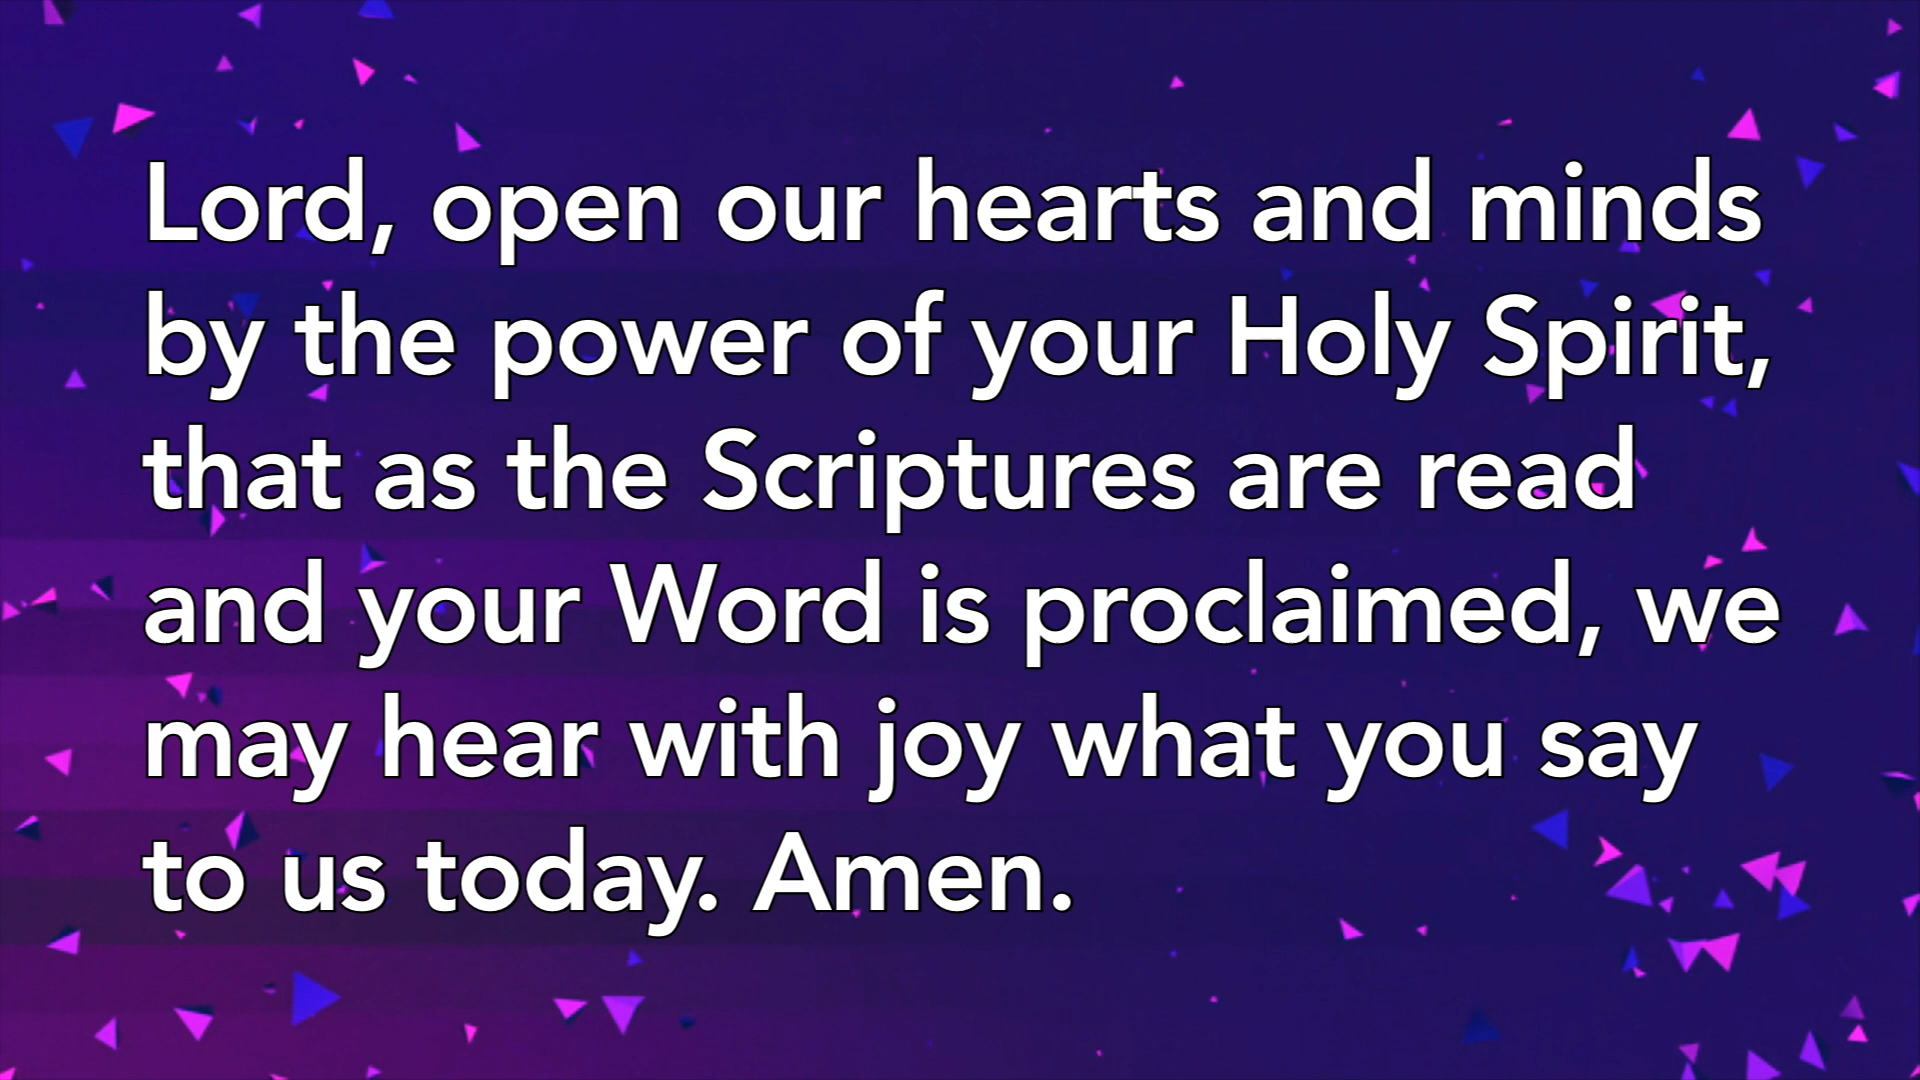 Lord, open our hearts and minds
by the power of your Holy Spirit,
that as the Scriptures are read
and your Word is proclaimed, we
may hear with joy what you say
to us today. Amen.